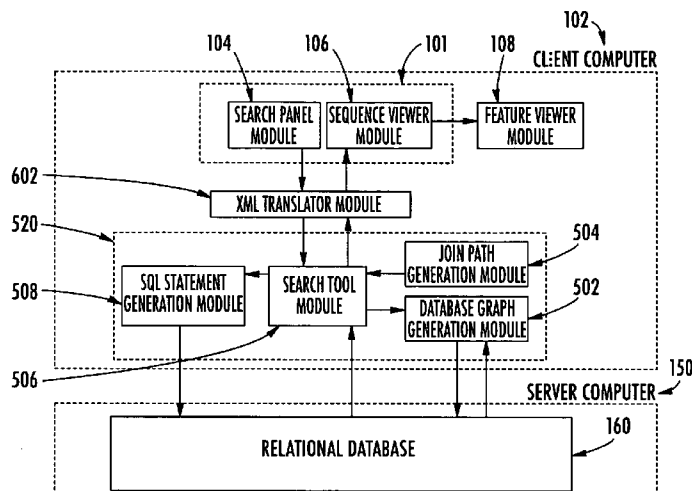 102
CLIENT COMPUTER
104
106
101
108
SEARCH PANEL
MODULE
SEQUENCE VIEWER
MODULE
FEATURE VIEWER
MODULE
602
XML TRANSLATOR MODULE
520
504
JOIN PATH
GENERATION MODULE
508
SQL STATEMENT
GENERATION MODULE
SEARCH TOOL
MODULE
502
DATABASE GRAPH
GENERATION MODULE
506
150
SERVER COMPUTER
RELATIONAL DATABASE
160